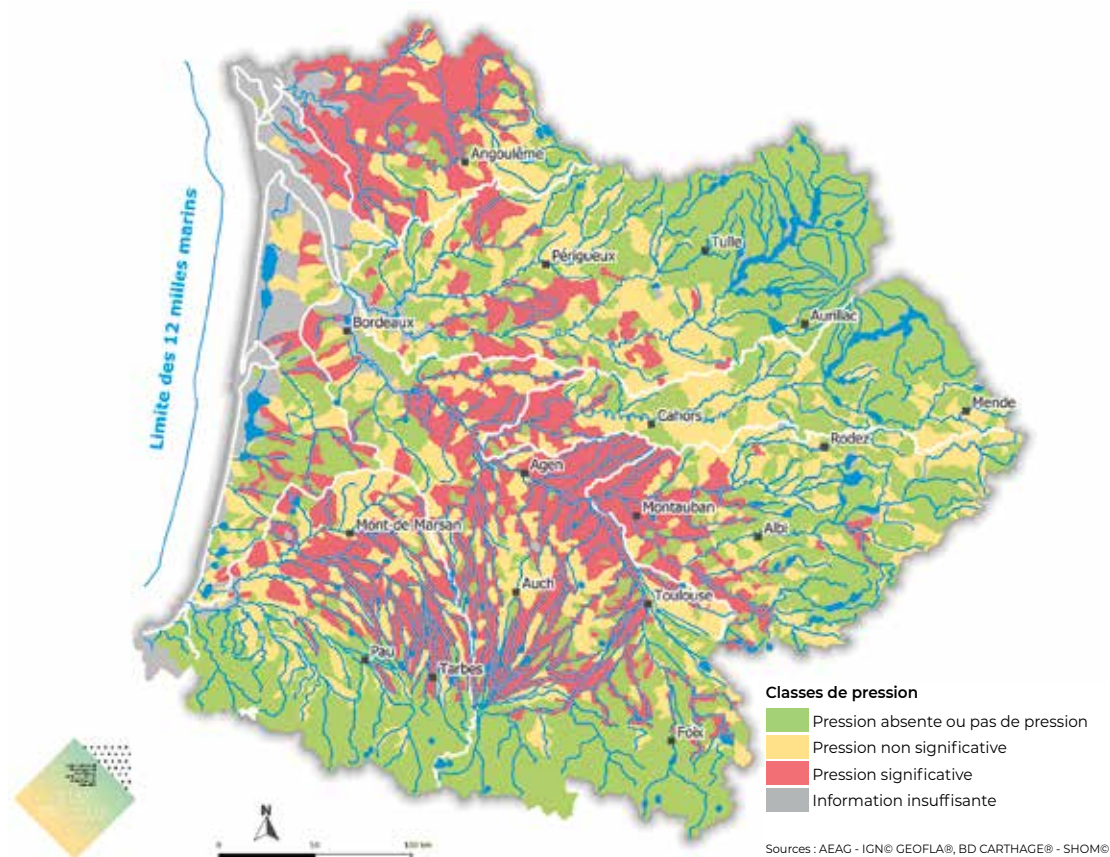 Limite des 12 milles marins
Angoulême
Périgueux
Tulle
Aurillac
Bordeaux
Mende
Cahors
Rodez
Agen
Montauban
Mont-de-Marsan
Albi
Auch
Toulouse
Pau
Tarbes
Foix
Classes de pression
Pression absente ou pas de pression
Pression non significative
Pression significative
Information insuffisante
N
0 50 100 km
Sources : AEAG - IGN© GEOFLA®, BD CARTHAGE® - SHOM©